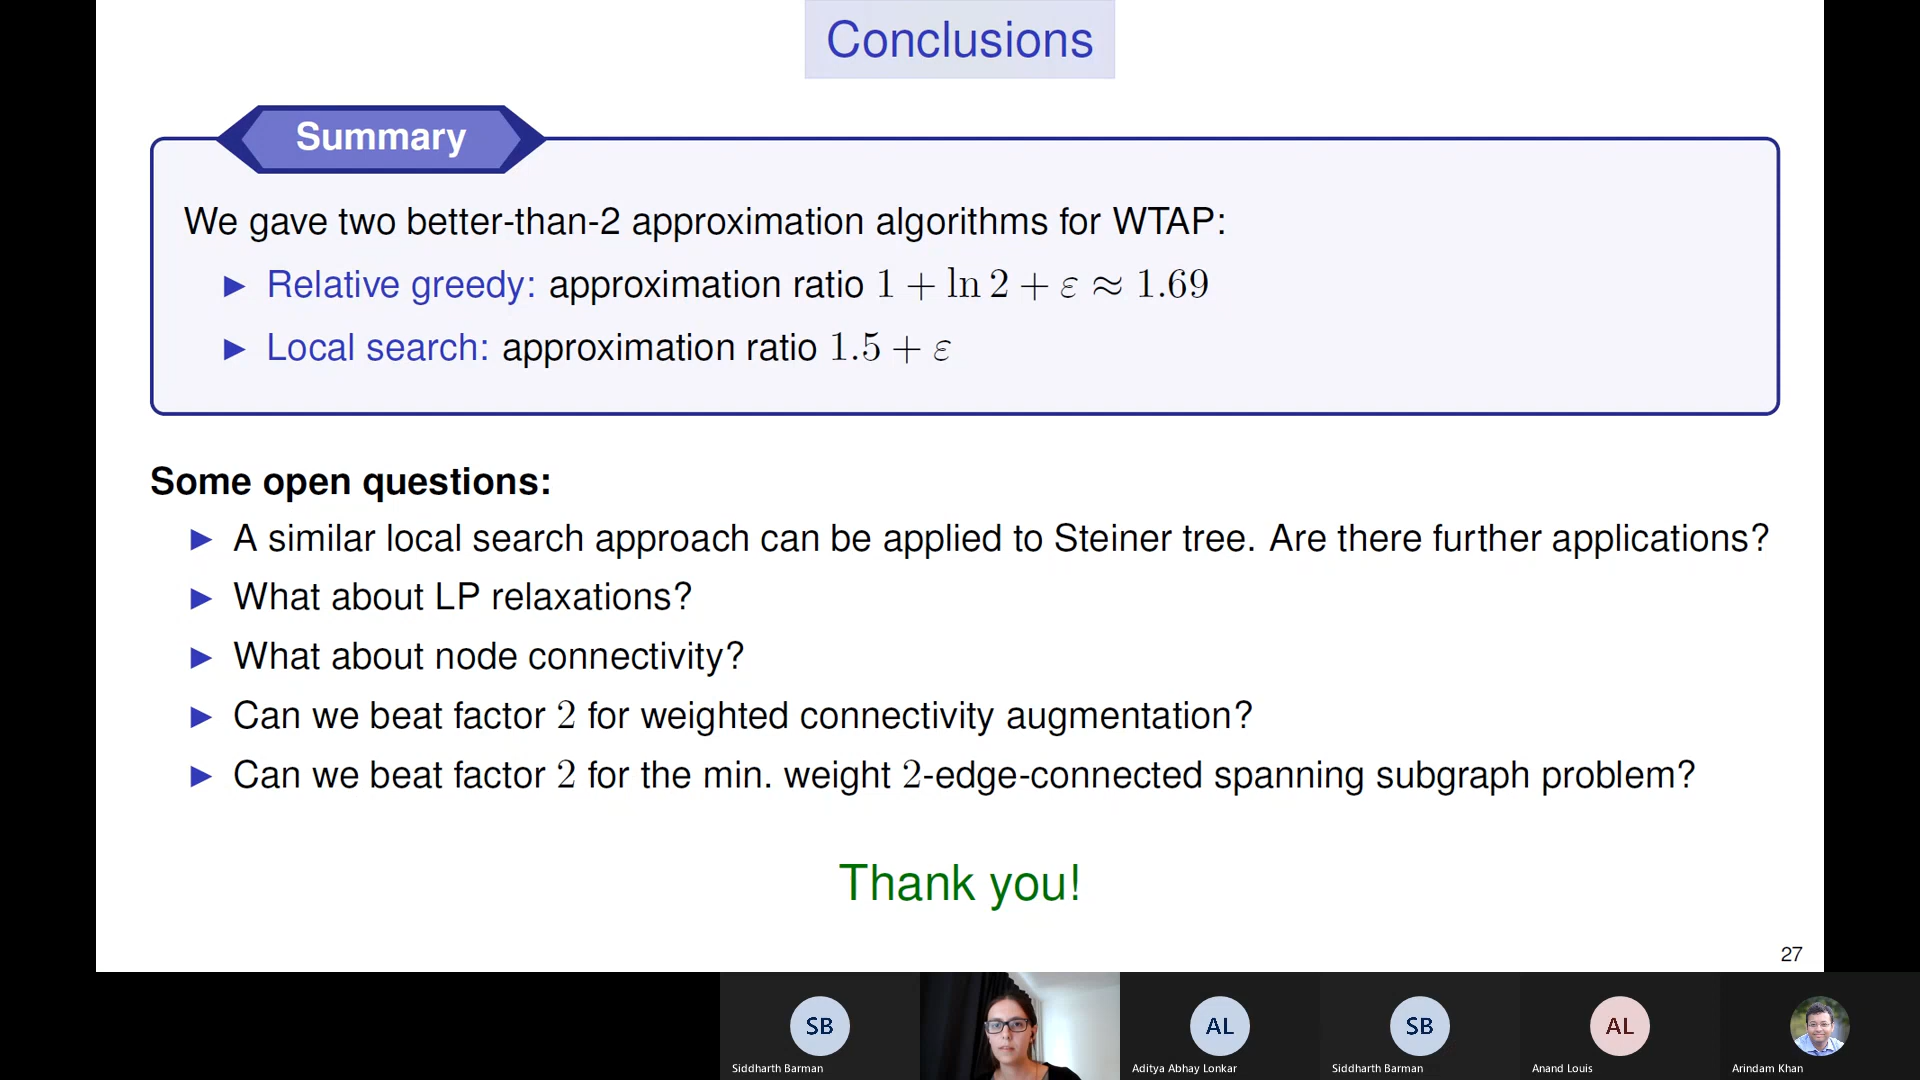 Conclusions
Summary
We gave two better-than-2 approximation algorithms for WTAP:
▶ Relative greedy: approximation ratio 1 + ln 2 + ε ≈ 1.69
▶ Local search: approximation ratio 1.5 + ε
Some open questions:
▶ A similar local search approach can be applied to Steiner tree. Are there further applications?
▶ What about LP relaxations?
▶ What about node connectivity?
▶ Can we beat factor 2 for weighted connectivity augmentation?
▶ Can we beat factor 2 for the min. weight 2-edge-connected spanning subgraph problem?
Thank you!
27
SB AL SB AL
Siddharth Barman Aditya Abhay Lonkar Siddharth Barman Anand Louis Arindam Khan